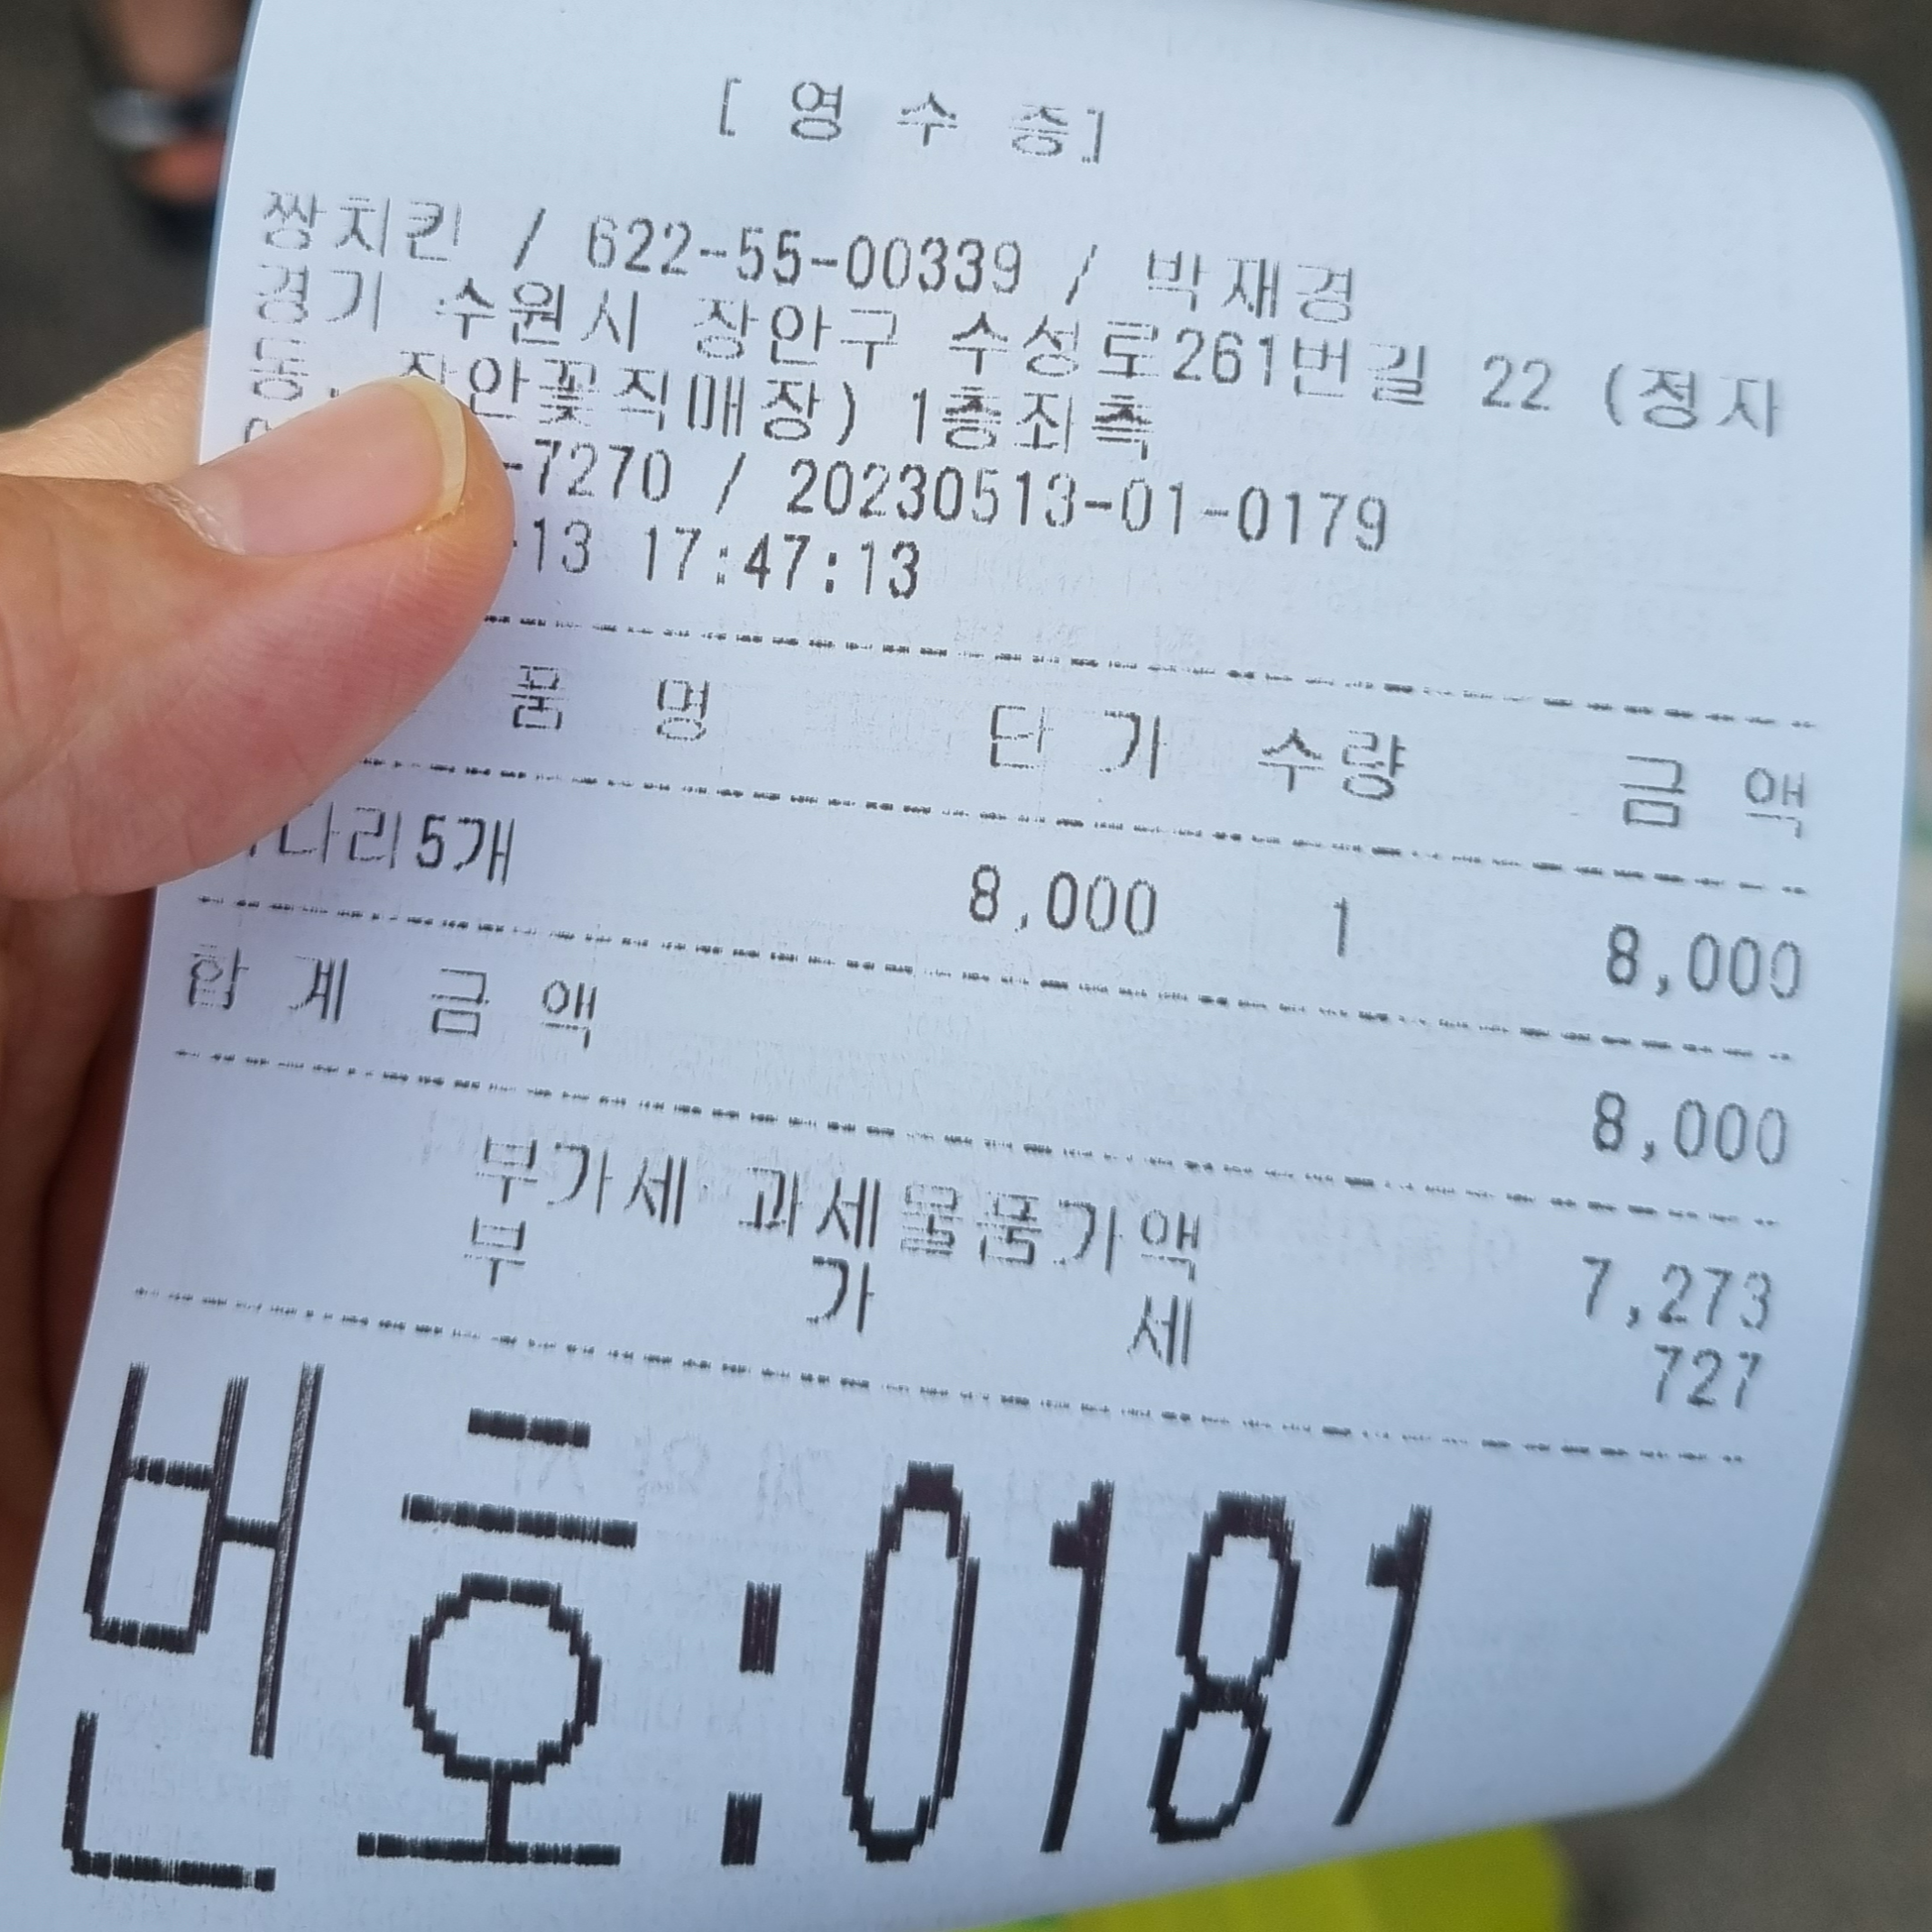 [ 영 수 증]
짱치킨 / 622-55-00339 / 박재경
경기 수원시 장안구 수성로261번길 22 (정자
동, 장안꽃직매장) 1층좌측
-7270 / 20230513-01-0179
-13 17:47:13
품 명 단 가 수량 금 액
다리5개 8,000 1 8,000
합 계 금 액
8,000
부가세 과세물품가액 7,273
부 가 세 727
번호:0181